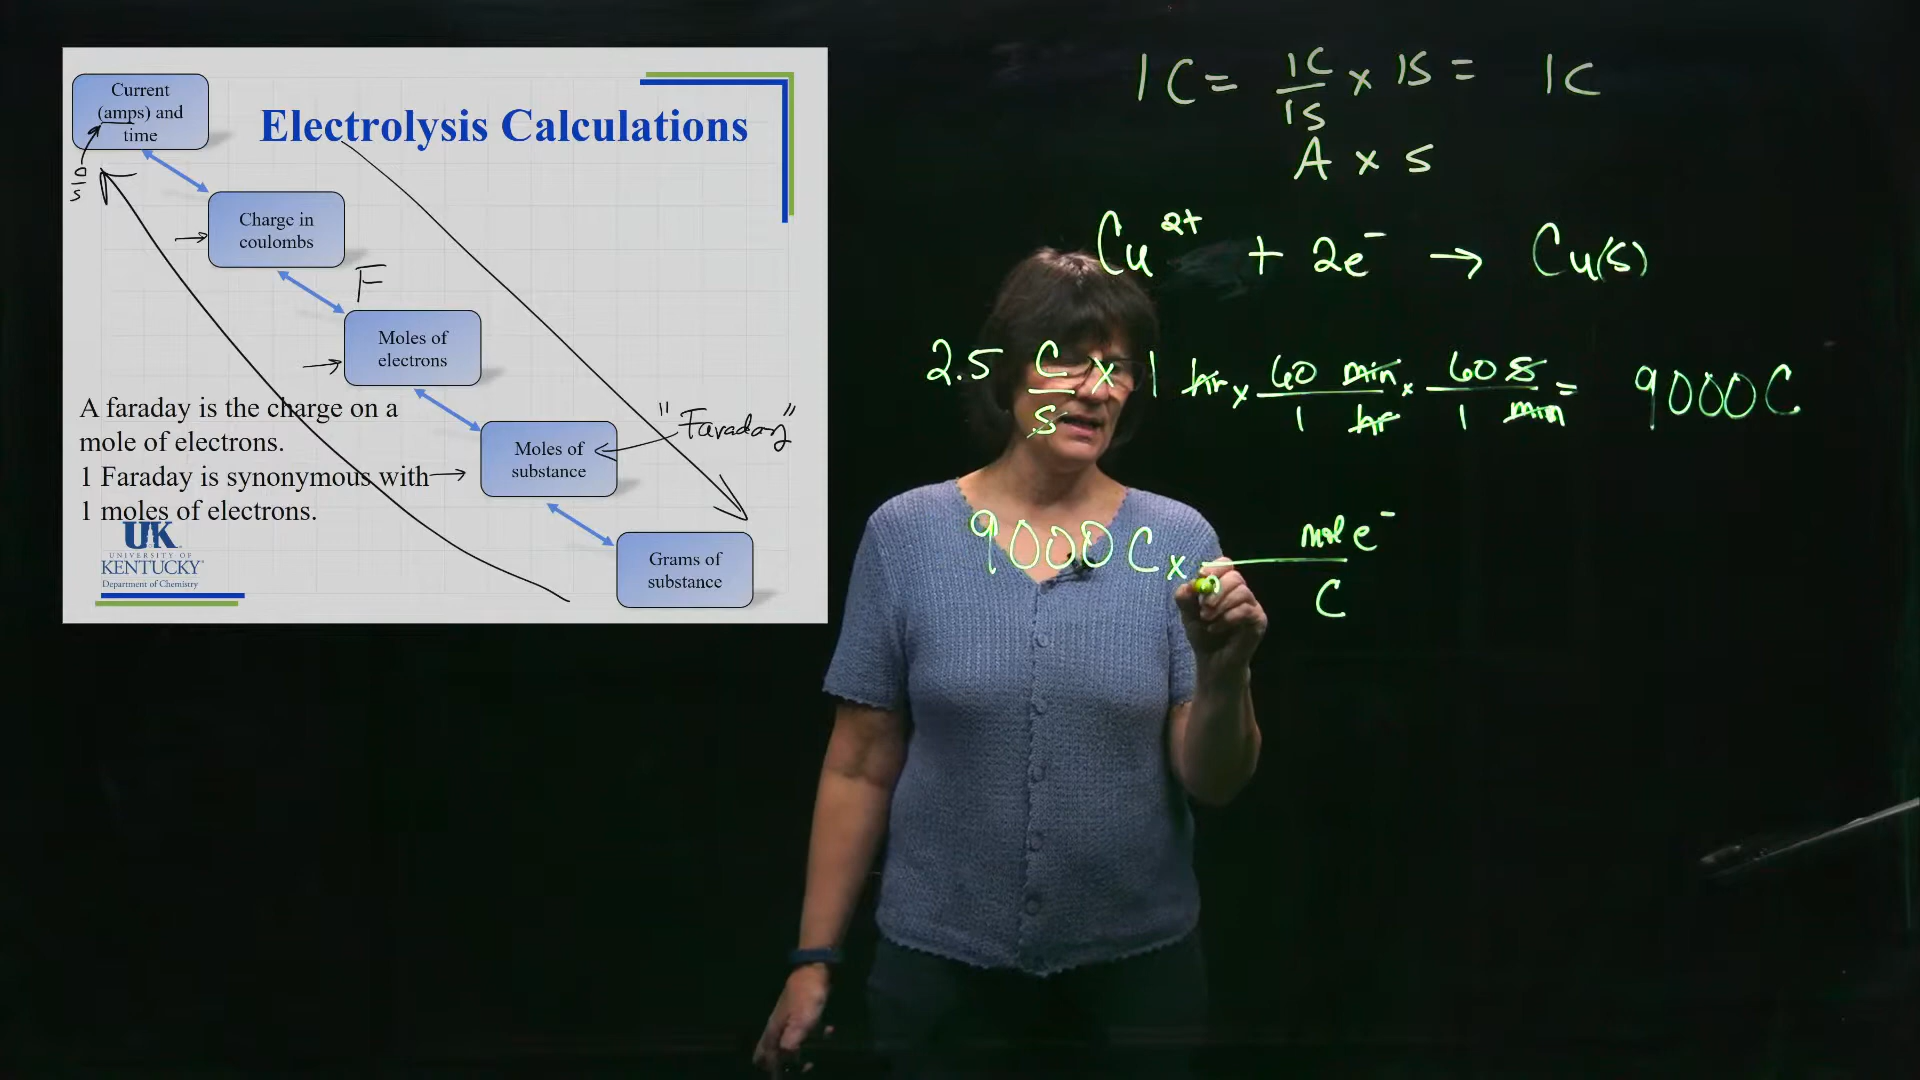 Electrolysis Calculations
Current
(amps) and
time
C
s
Charge in
coulombs
F
Moles of
electrons
"Faraday"
Moles of
substance
Grams of
substance
A faraday is the charge on a
mole of electrons.
1 Faraday is synonymous with
1 moles of electrons.
UK
UNIVERSITY OF
KENTUCKY
Department of Chemistry
1C = 1C/1S × 1S = 1C
A × S
Cu²⁺ + 2e⁻ → Cu(s)
2.5 C/s × 1 hr × 60 min/1 hr × 60 s/1 min = 9000 C
9000 C × mol e⁻/C